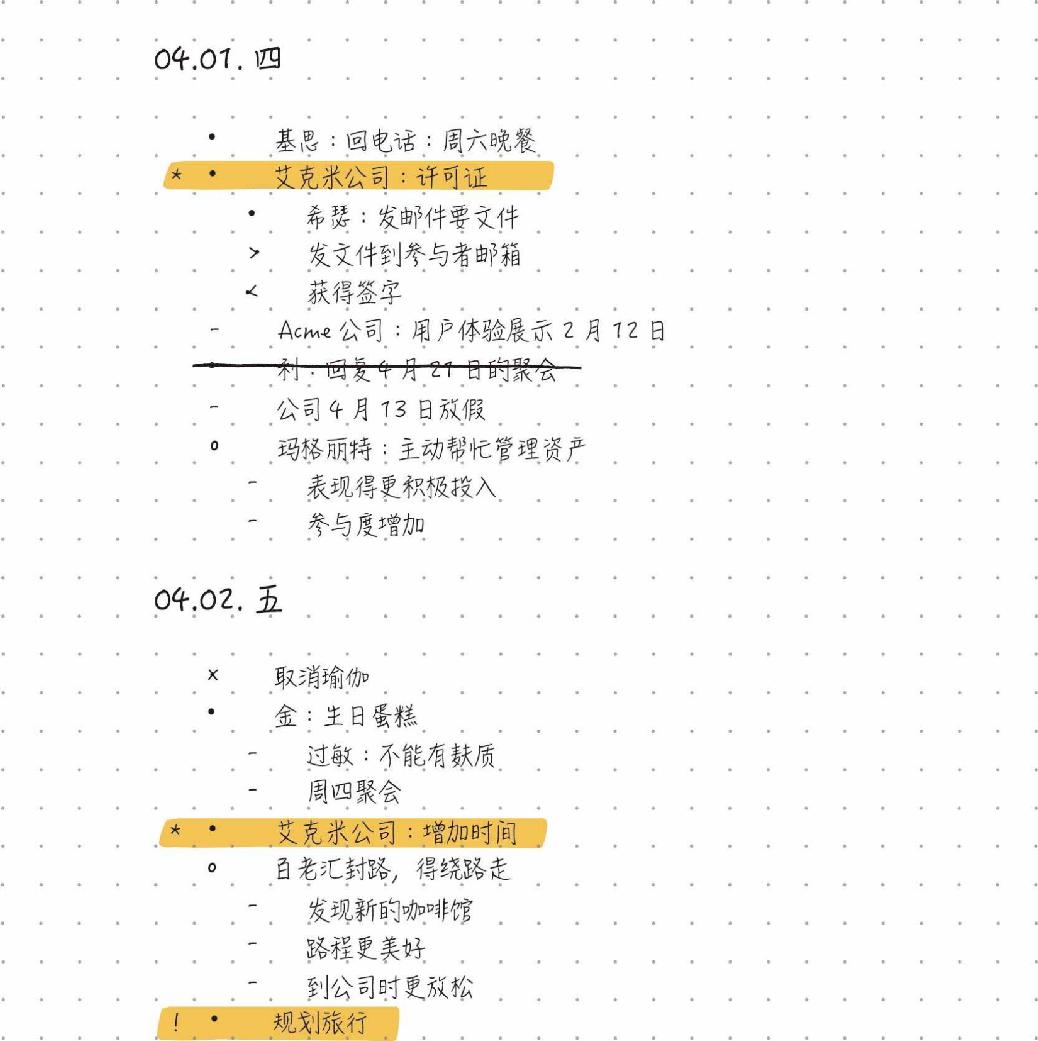 04.01. 四
• 基思：回电话：周六晚餐
* • 艾克米公司：许可证
• 希瑟：发邮件要文件
> 发文件到参与者邮箱
< 获得签字
- Acme 公司：用户体验展示 2 月 12 日
• 利：回复 4 月 21 日的聚会
- 公司 4 月 13 日放假
o 玛格丽特：主动帮忙管理资产
- 表现得更积极投入
- 参与度增加
04.02. 五
x 取消瑜伽
• 金：生日蛋糕
- 过敏：不能有麸质
- 周四聚会
* • 艾克米公司：增加时间
o 百老汇封路，得绕路走
- 发现新的咖啡馆
- 路程更美好
- 到公司时更放松
! • 规划旅行